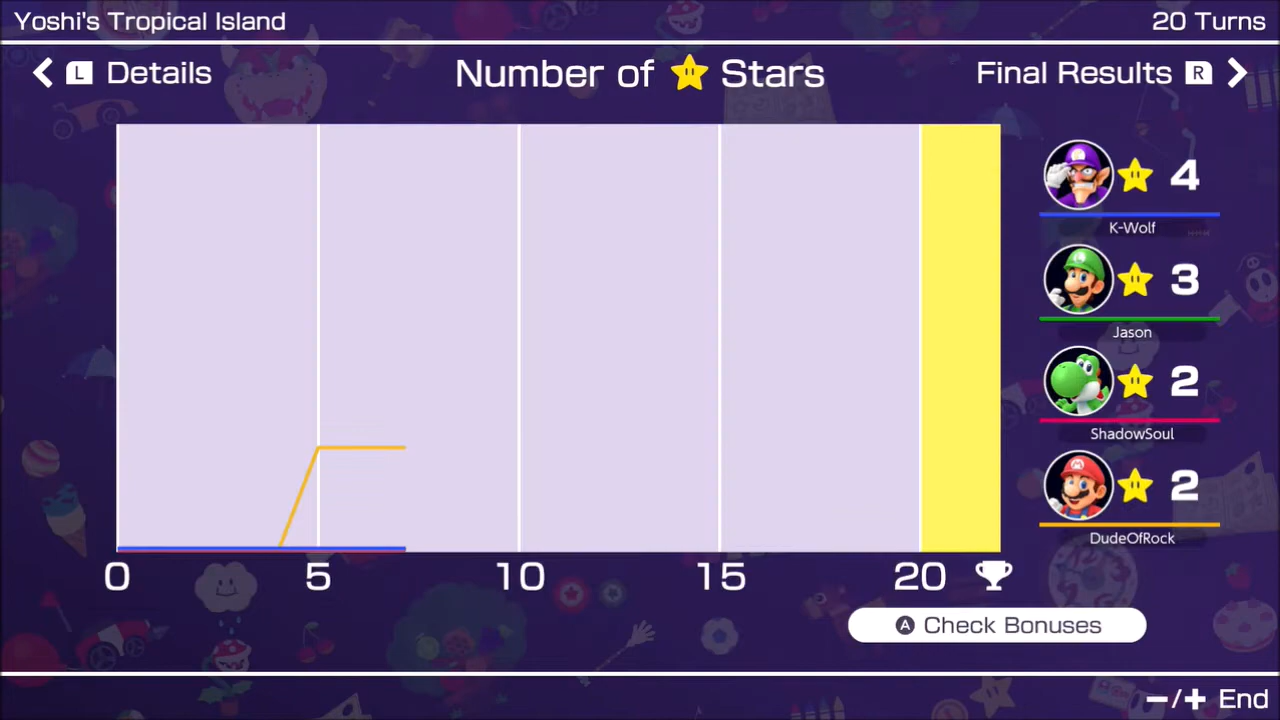 Yoshi's Tropical Island
20 Turns
L Details
Number of Stars
Final Results R
4
K-Wolf
3
Jason
2
ShadowSoul
2
DudeOfRock
0 5 10 15 20
A Check Bonuses
−/+ End